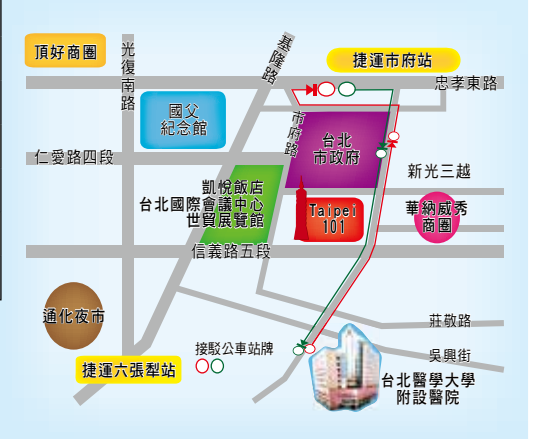 頂好商圈
光復南路
基隆路
捷運市府站
忠孝東路
國父
紀念館
市府路
台北
市政府
仁愛路四段
新光三越
凱悅飯店
台北國際會議中心
世貿展覽館
Taipei
101
華納威秀
商圈
信義路五段
通化夜市
莊敬路
接駁公車站牌
吳興街
捷運六張犁站
台北醫學大學
附設醫院